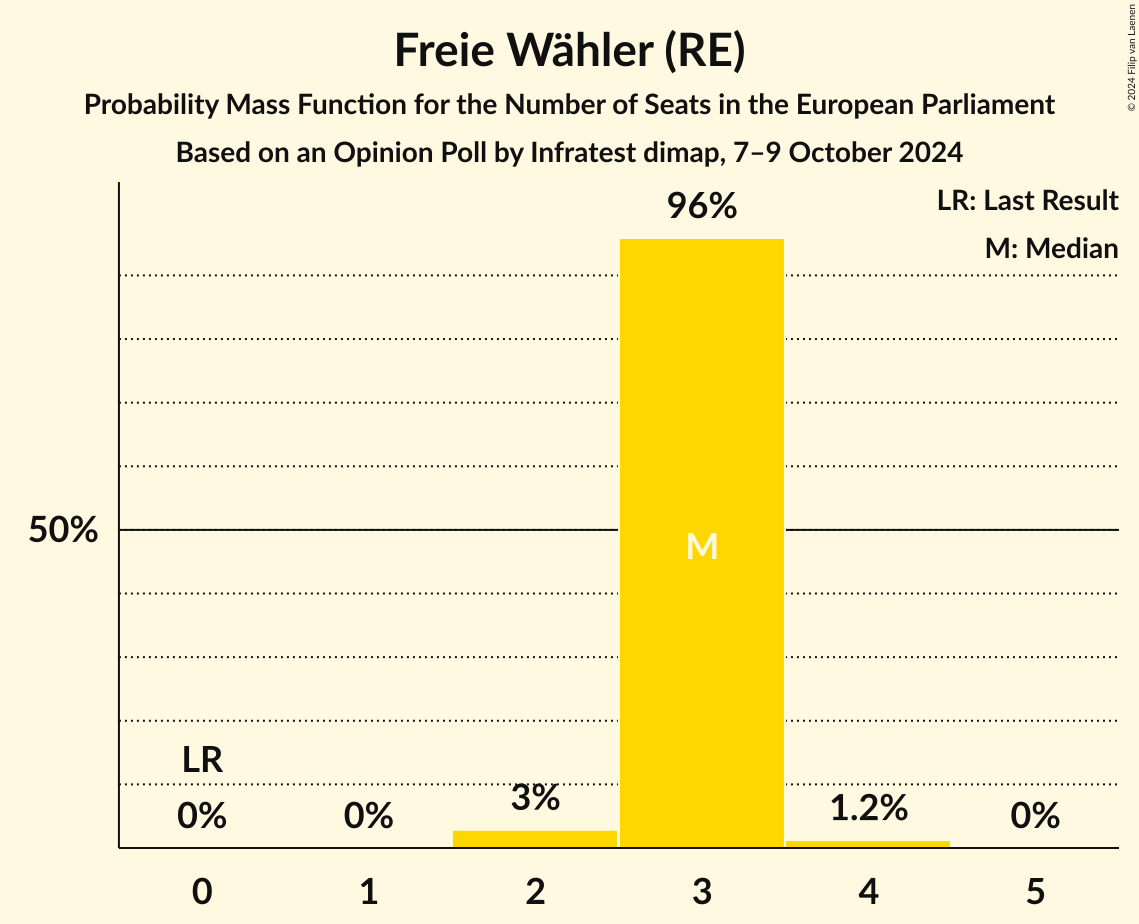 Freie Wähler (RE)
Probability Mass Function for the Number of Seats in the European Parliament
Based on an Opinion Poll by Infratest dimap, 7–9 October 2024
© 2024 Filip van Laenen
LR: Last Result
M: Median
96%
50%
M
LR
0%
0%
3%
1.2%
0%
0
1
2
3
4
5